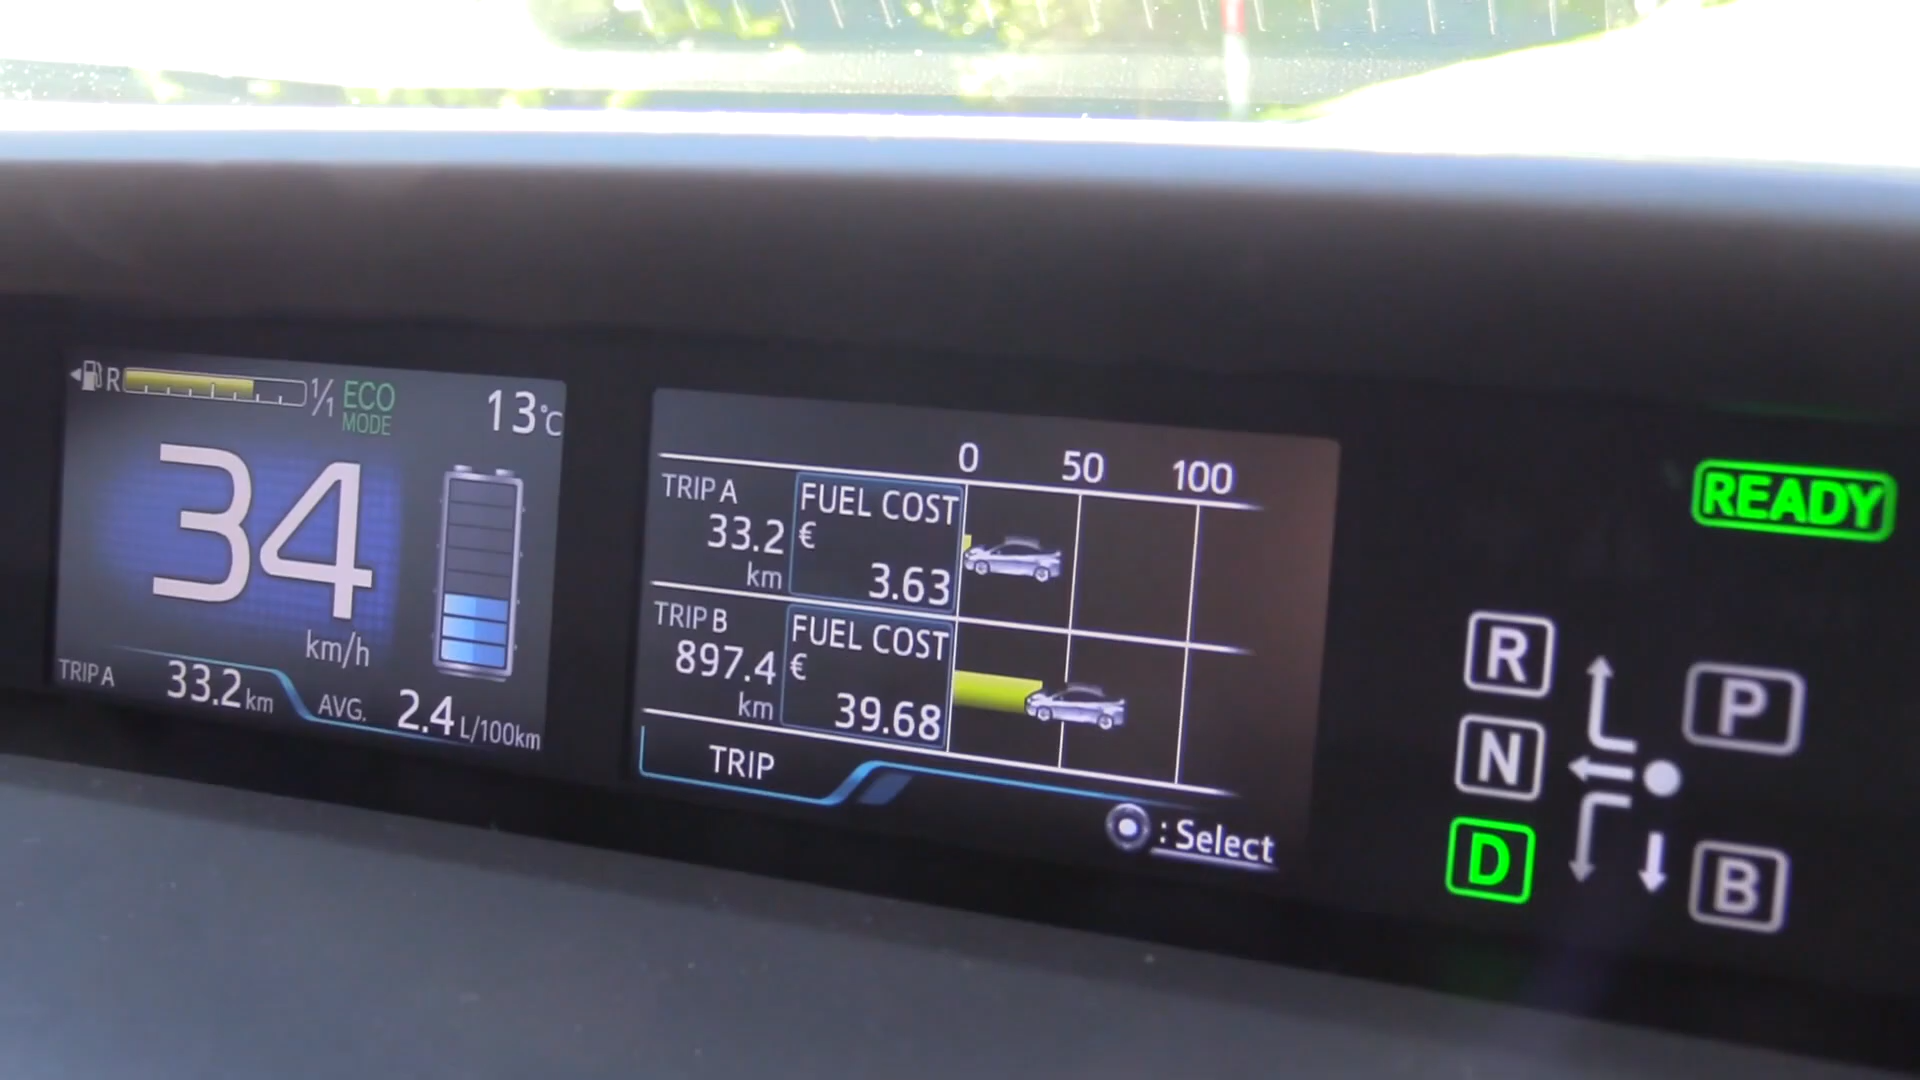 R 1/1 ECO
MODE
13°C
34
km/h
TRIP A 33.2 km AVG. 2.4 L/100km
0 50 100
TRIP A FUEL COST
33.2 €
km 3.63
TRIP B FUEL COST
897.4 €
km 39.68
TRIP
: Select
READY
R
P
N
D
B